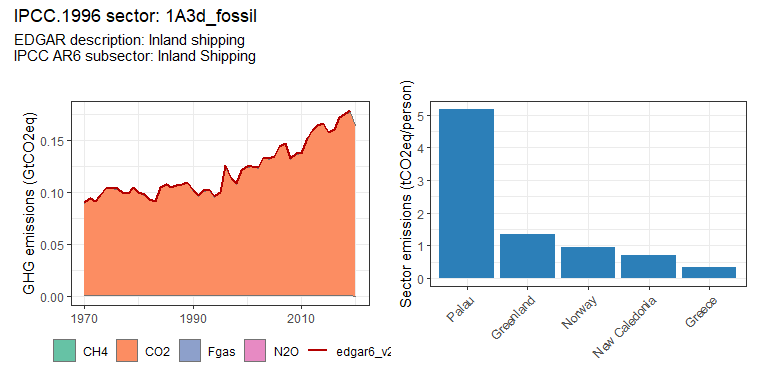 IPCC.1996 sector: 1A3d_fossil
EDGAR description: Inland shipping
IPCC AR6 subsector: Inland Shipping
GHG emissions (GtCO2eq)
0.15
0.10
0.05
0.00
1970
1990
2010
CH4
CO2
Fgas
N2O
edgar6_v2
Sector emissions (tCO2eq/person)
5
4
3
2
1
0
Palau
Greenland
Norway
New Caledonia
Greece